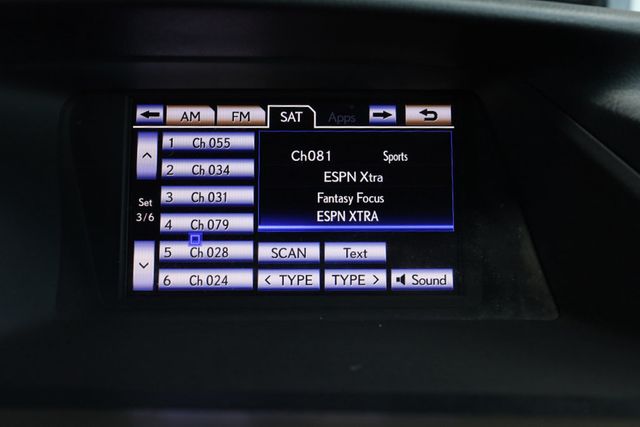 AM FM SAT Apps
1 Ch 055
2 Ch 034
3 Ch 031
4 Ch 079
5 Ch 028
6 Ch 024
Set
3/6
Ch081 Sports
ESPN Xtra
Fantasy Focus
ESPN XTRA
SCAN Text
< TYPE TYPE > Sound